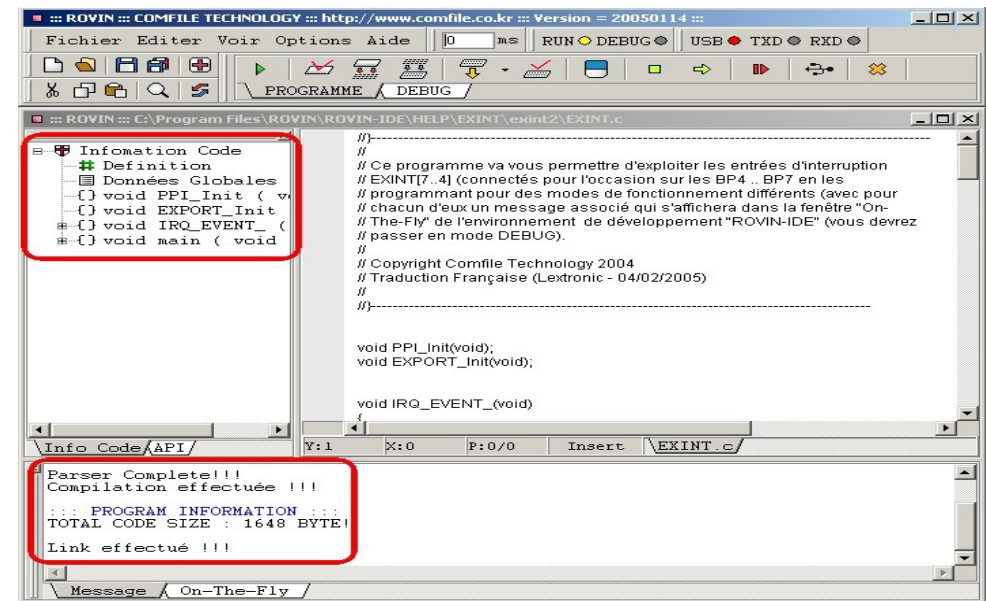 ::: ROVIN ::: COMFILE TECHNOLOGY ::: http://www.comfile.co.kr ::: Version = 20050114 :::
Fichier Editer Voir Options Aide 0 ms RUN DEBUG USB TXD RXD
PROGRAMME DEBUG
::: ROVIN ::: C:\Program Files\ROVIN\ROVIN-IDE\HELP\EXINT\exint2\EXINT.c
Infomation Code
Definition
Données Globales
{} void PPI_Init ( v
{} void EXPORT_Init
{} void IRQ_EVENT_ (
{} void main ( void
//}------------------------------------------------------------
//
// Ce programme va vous permettre d'exploiter les entrées d'interruption
// EXINT[7..4] (connectés pour l'occasion sur les BP4 .. BP7 en les
// programmant pour des modes de fonctionnement différents (avec pour
// chacun d'eux un message associé qui s'affichera dans la fenêtre "On-
// The-Fly" de l'environnement de développement "ROVIN-IDE" (vous devrez
// passer en mode DEBUG).
//
// Copyright Comfile Technology 2004
// Traduction Française (Lextronic - 04/02/2005)
//
//}------------------------------------------------------------
void PPI_Init(void);
void EXPORT_Init(void);
void IRQ_EVENT_(void)
{
Info Code API
Y:1 X:0 P:0/0 Insert EXINT.c
Parser Complete!!!
Compilation effectuée !!!
::: PROGRAM INFORMATION :::
TOTAL CODE SIZE : 1648 BYTE!
Link effectué !!!
Message On-The-Fly